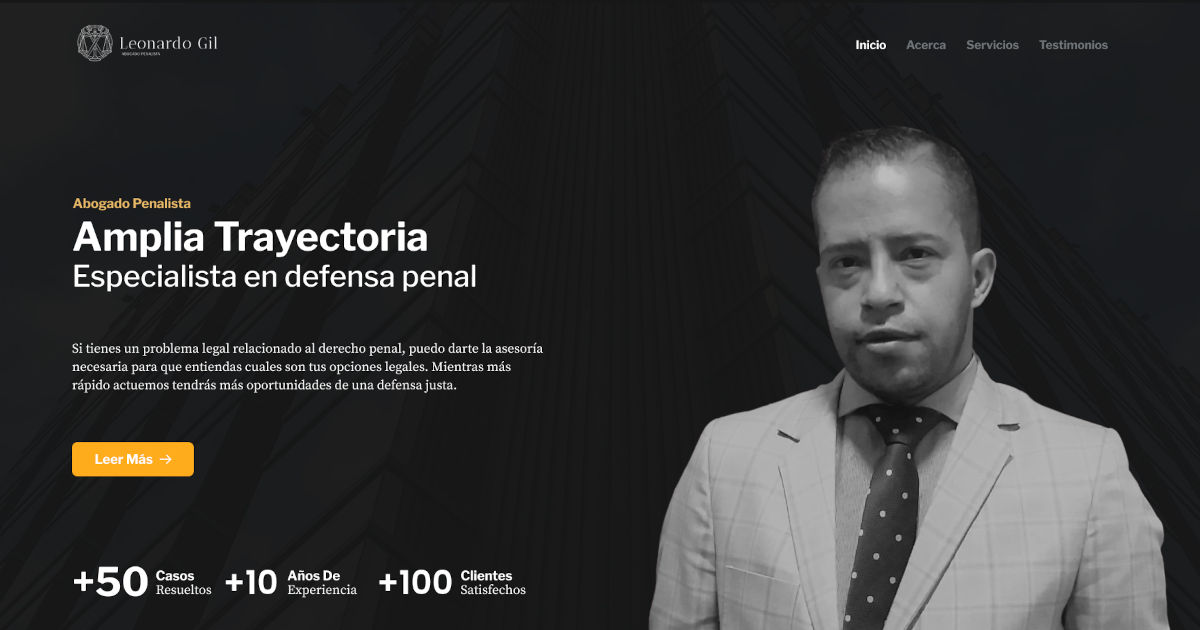 Leonardo Gil
ABOGADO PENALISTA
Inicio
Acerca
Servicios
Testimonios
Abogado Penalista
Amplia Trayectoria
Especialista en defensa penal
Si tienes un problema legal relacionado al derecho penal, puedo darte la asesoría
necesaria para que entiendas cuales son tus opciones legales. Mientras más
rápido actuemos tendrás más oportunidades de una defensa justa.
Leer Más →
+50 Casos
Resueltos
+10 Años De
Experiencia
+100 Clientes
Satisfechos